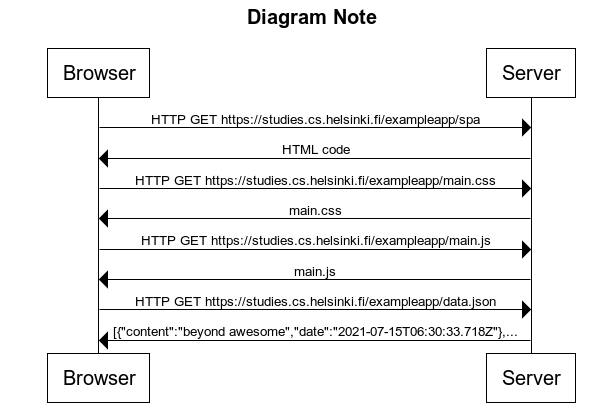 Diagram Note
Browser Server
HTTP GET https://studies.cs.helsinki.fi/exampleapp/spa
HTML code
HTTP GET https://studies.cs.helsinki.fi/exampleapp/main.css
main.css
HTTP GET https://studies.cs.helsinki.fi/exampleapp/main.js
main.js
HTTP GET https://studies.cs.helsinki.fi/exampleapp/data.json
[{"content":"beyond awesome","date":"2021-07-15T06:30:33.718Z"},...
Browser Server